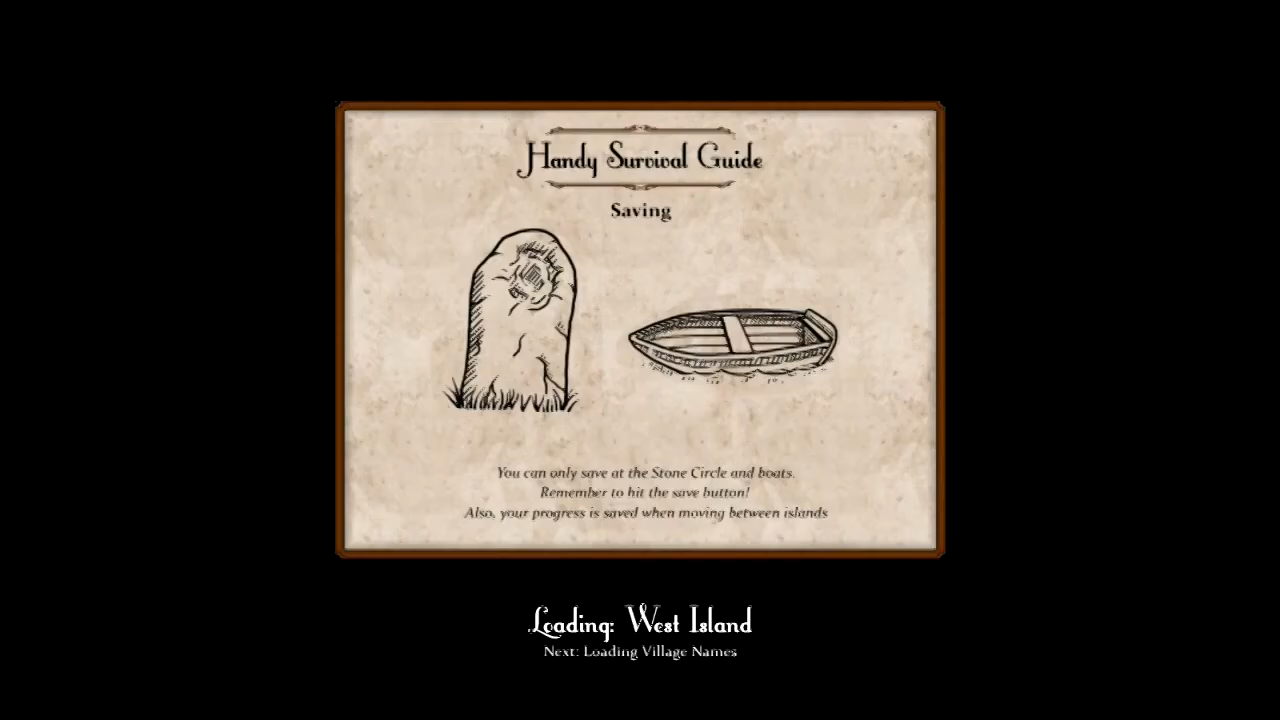 Handy Survival Guide
Saving
You can only save at the Stone Circle and boats.
Remember to hit the save button!
Also, your progress is saved when moving between islands
Loading: West Island
Next: Loading Village Names